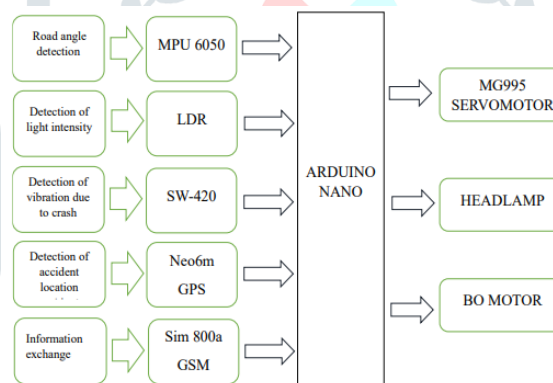 Road angle
detection
MPU 6050
Detection of
light intensity
LDR
Detection of
vibration due
to crash
SW-420
Detection of
accident
location
Neo6m
GPS
Information
exchange
Sim 800a
GSM
ARDUINO
NANO
MG995
SERVOMOTOR
HEADLAMP
BO MOTOR